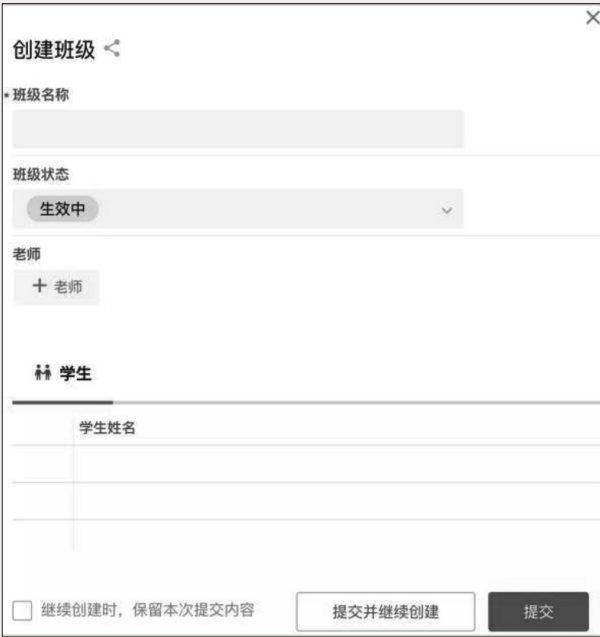 创建班级
* 班级名称
班级状态
生效中
老师
+ 老师
学生
学生姓名
继续创建时，保留本次提交内容
提交并继续创建
提交